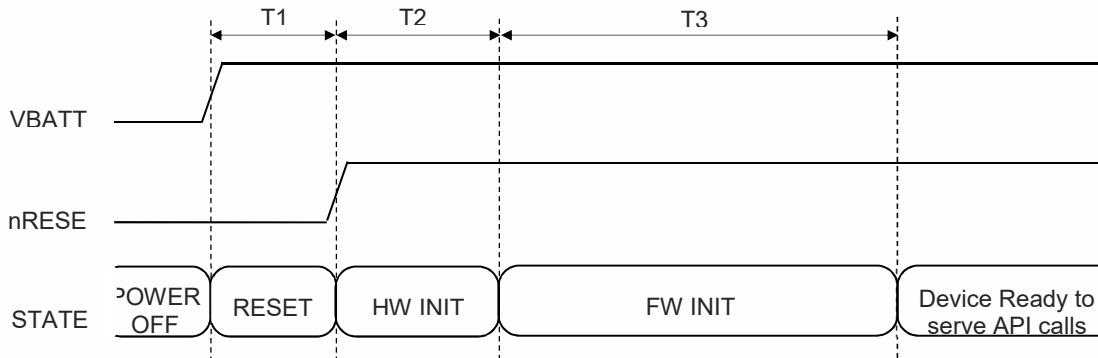 T1 T2 T3
VBATT
nRESE
STATE
POWER
OFF
RESET
HW INIT
FW INIT
Device Ready to
serve API calls